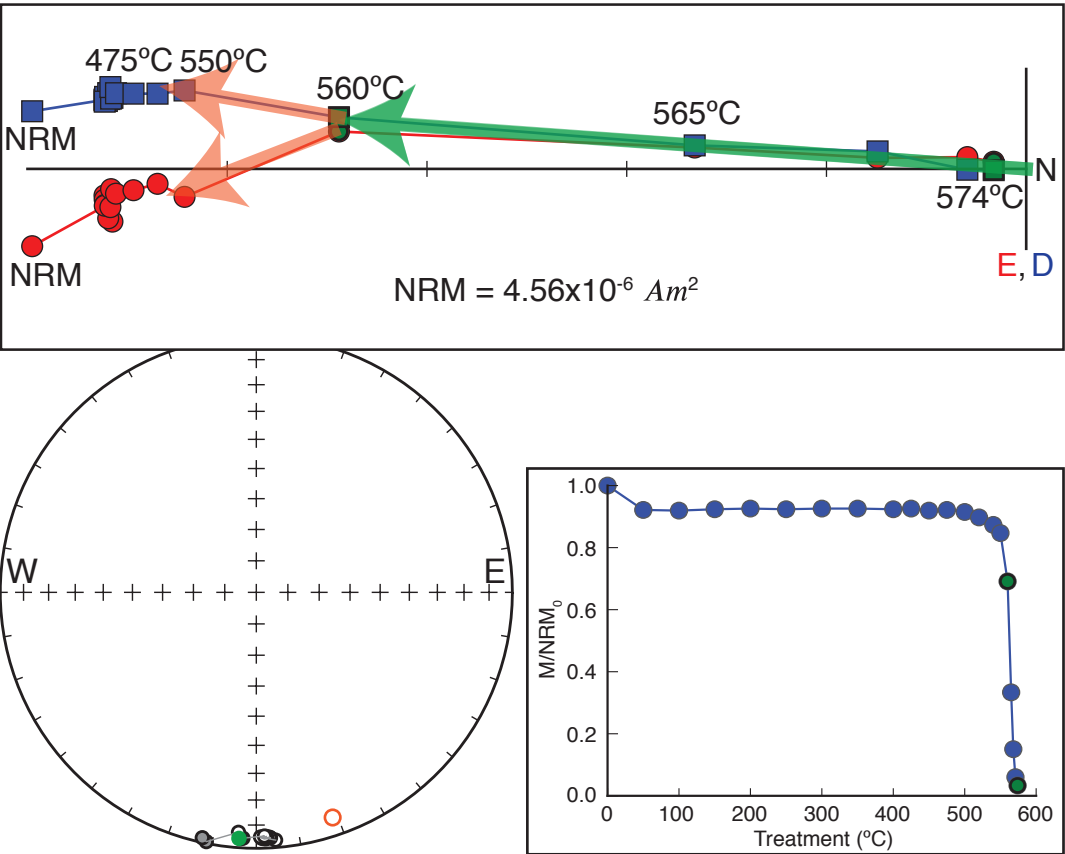 475ºC 550ºC
560ºC
565ºC
NRM
N
574ºC
NRM
E, D
NRM = 4.56x10⁻⁶ Am²
W
E
1.0
0.8
0.6
0.4
0.2
0.0
M/NRM₀
0 100 200 300 400 500 600
Treatment (ºC)